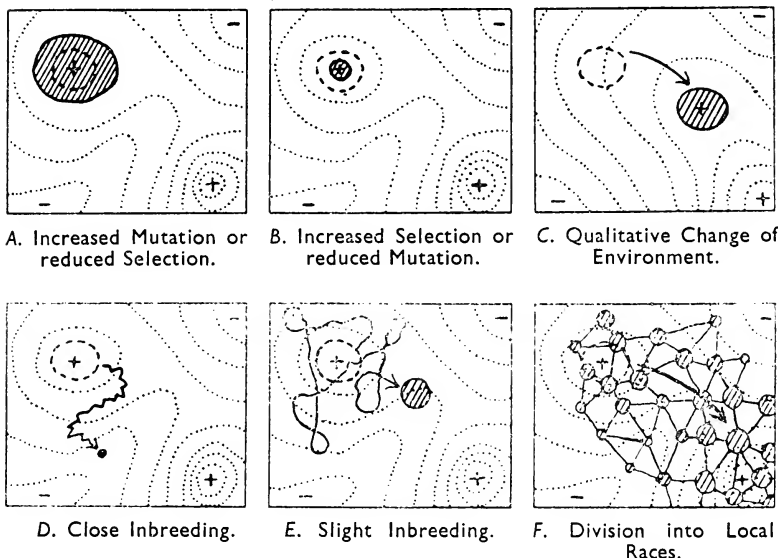 A. Increased Mutation or
reduced Selection.
B. Increased Selection or
reduced Mutation.
C. Qualitative Change of
Environment.
D. Close Inbreeding.
E. Slight Inbreeding.
F. Division into Local
Races.